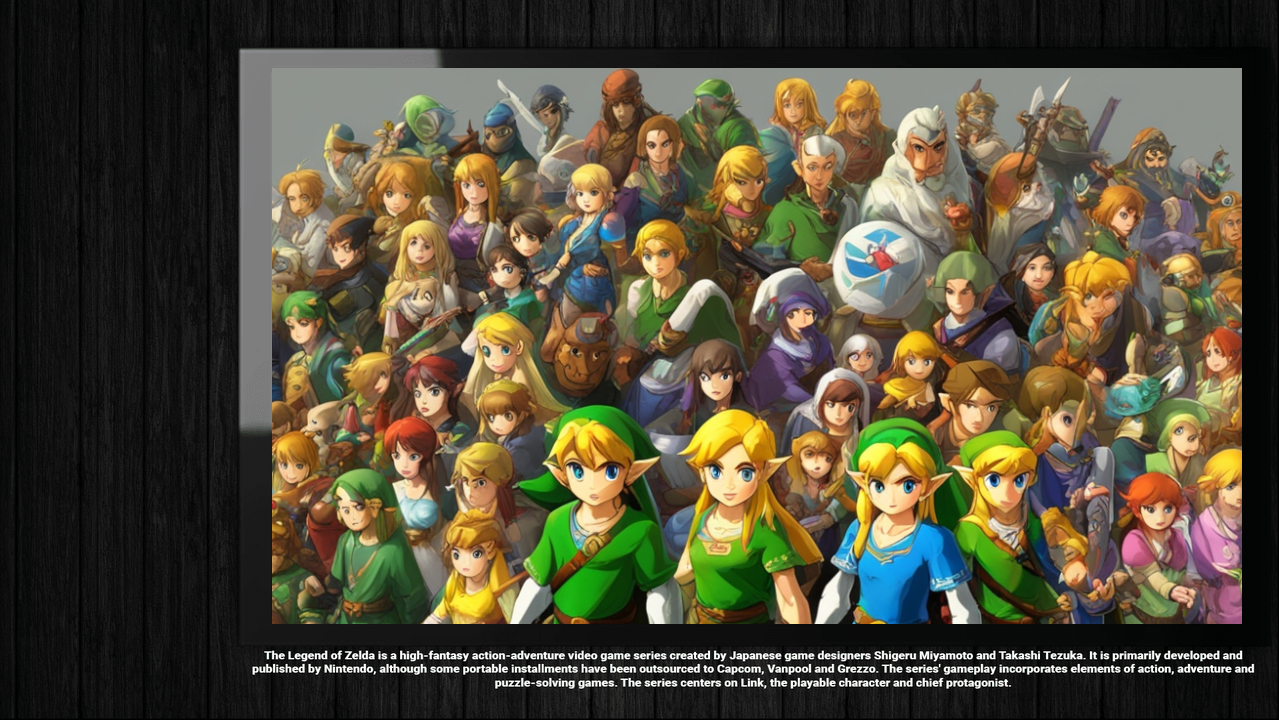 The Legend of Zelda is a high-fantasy action-adventure video game series created by Japanese game designers Shigeru Miyamoto and Takashi Tezuka. It is primarily developed and
published by Nintendo, although some portable installments have been outsourced to Capcom, Vanpool and Grezzo. The series' gameplay incorporates elements of action, adventure and
puzzle-solving games. The series centers on Link, the playable character and chief protagonist.